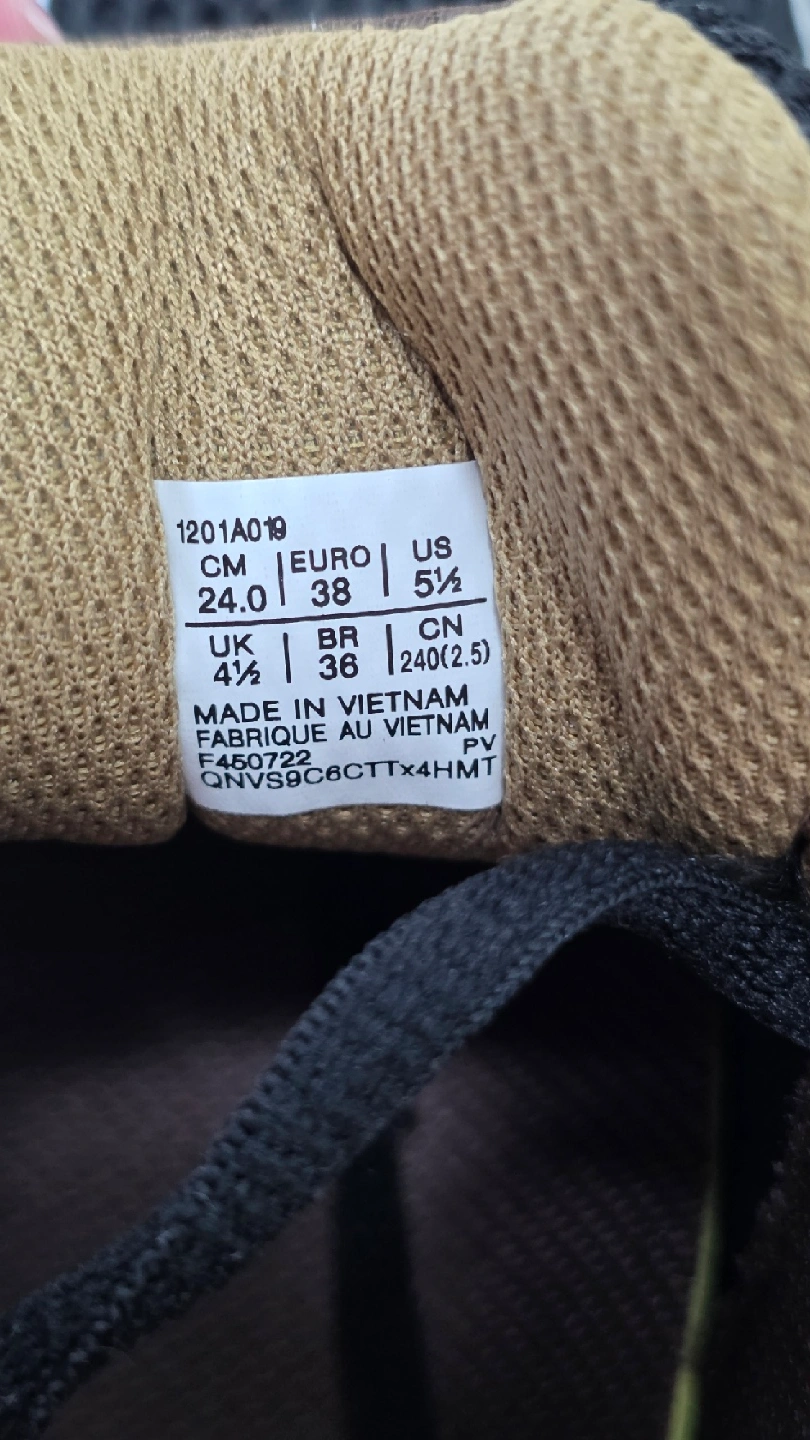 1201A019
CM | EURO | US
24.0 | 38 | 5½
UK | BR | CN
4½ | 36 | 240(2.5)
MADE IN VIETNAM
FABRIQUE AU VIETNAM
F450722 PV
QNVS9C6CTTx4HMT